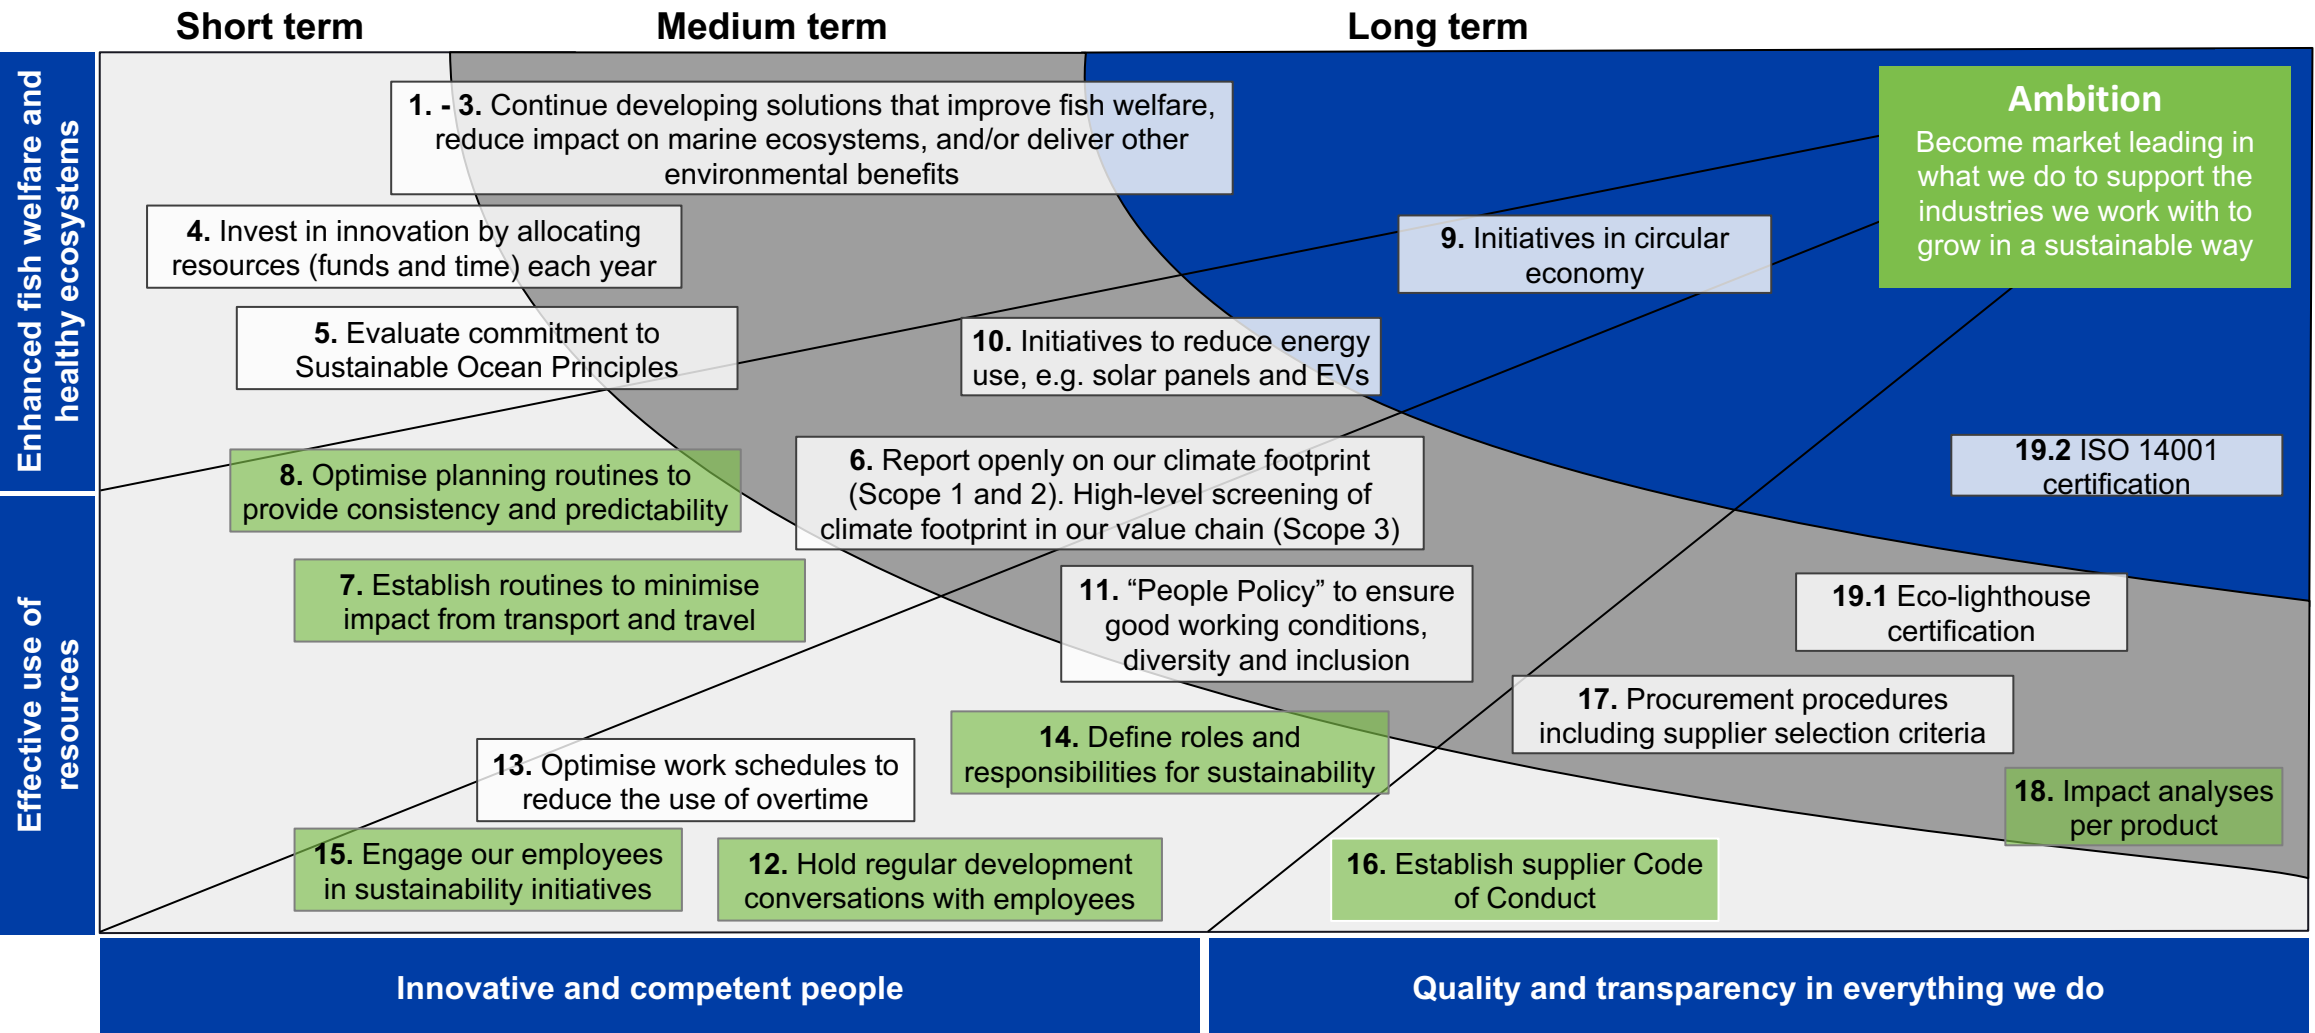 Short term
Medium term
Long term
Enhanced fish welfare and
healthy ecosystems
Effective use of
resources
1. - 3. Continue developing solutions that improve fish welfare,
reduce impact on marine ecosystems, and/or deliver other
environmental benefits
Ambition
Become market leading in
what we do to support the
industries we work with to
grow in a sustainable way
4. Invest in innovation by allocating
resources (funds and time) each year
9. Initiatives in circular
economy
5. Evaluate commitment to
Sustainable Ocean Principles
10. Initiatives to reduce energy
use, e.g. solar panels and EVs
8. Optimise planning routines to
provide consistency and predictability
6. Report openly on our climate footprint
(Scope 1 and 2). High-level screening of
climate footprint in our value chain (Scope 3)
19.2 ISO 14001
certification
7. Establish routines to minimise
impact from transport and travel
11. “People Policy” to ensure
good working conditions,
diversity and inclusion
19.1 Eco-lighthouse
certification
17. Procurement procedures
including supplier selection criteria
13. Optimise work schedules to
reduce the use of overtime
14. Define roles and
responsibilities for sustainability
18. Impact analyses
per product
15. Engage our employees
in sustainability initiatives
12. Hold regular development
conversations with employees
16. Establish supplier Code
of Conduct
Innovative and competent people
Quality and transparency in everything we do